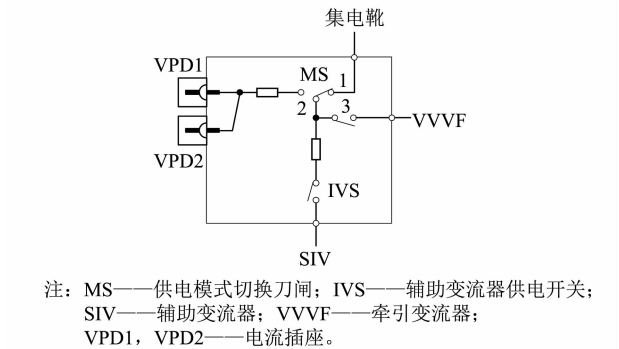 集电靴
VPD1
MS
1
2
3
VVVF
VPD2
IVS
SIV
注：MS——供电模式切换刀闸；IVS——辅助变流器供电开关；
SIV——辅助变流器；VVVF——牵引变流器；
VPD1，VPD2——电流插座。